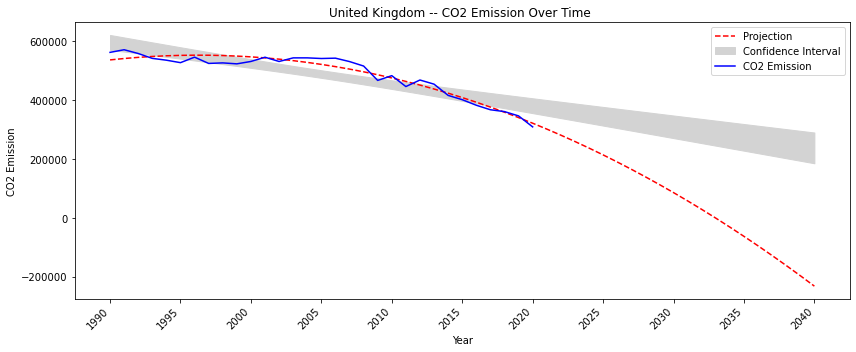 United Kingdom -- CO2 Emission Over Time
Projection
Confidence Interval
CO2 Emission
600000
400000
200000
0
−200000
CO2 Emission
1990
1995
2000
2005
2010
2015
2020
2025
2030
2035
2040
Year